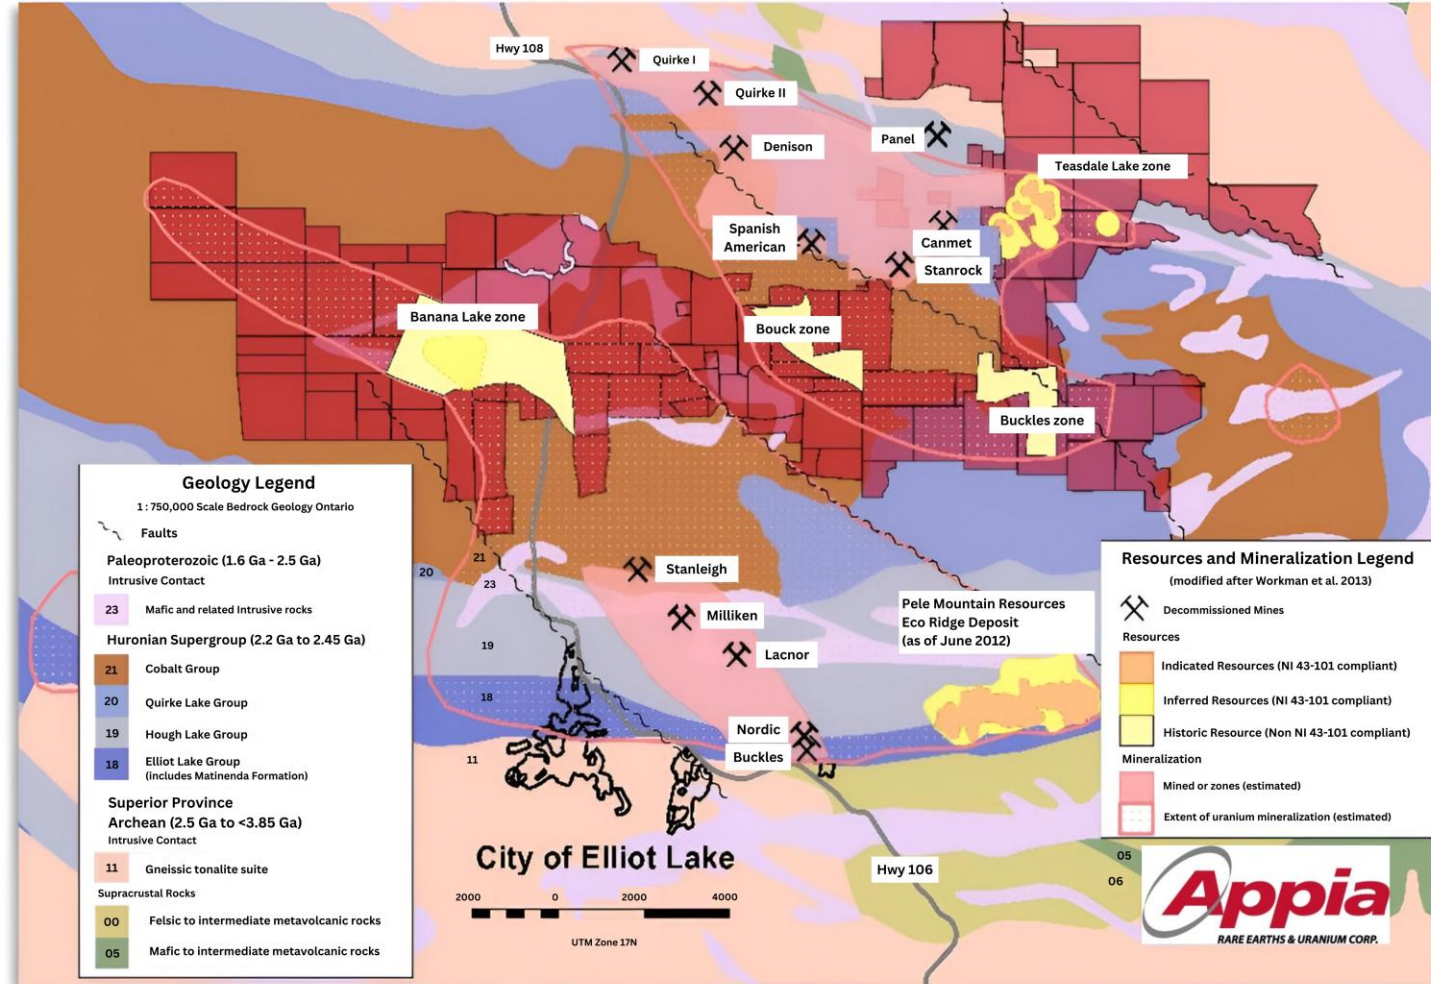 Hwy 108
Quirke I
Quirke II
Denison
Panel
Teasdale Lake zone
Spanish
American
Canmet
Stanrock
Banana Lake zone
Bouck zone
Buckles zone
Geology Legend
1 : 750,000 Scale Bedrock Geology Ontario
Faults
Paleoproterozoic (1.6 Ga - 2.5 Ga)
Intrusive Contact
23 Mafic and related Intrusive rocks
Huronian Supergroup (2.2 Ga to 2.45 Ga)
21 Cobalt Group
20 Quirke Lake Group
19 Hough Lake Group
18 Elliot Lake Group
(includes Matinenda Formation)
Superior Province
Archean (2.5 Ga to <3.85 Ga)
Intrusive Contact
11 Gneissic tonalite suite
Supracrustal Rocks
00 Felsic to intermediate metavolcanic rocks
05 Mafic to intermediate metavolcanic rocks
21
20
23
19
18
11
Stanleigh
Milliken
Lacnor
Nordic
Buckles
Pele Mountain Resources
Eco Ridge Deposit
(as of June 2012)
Resources and Mineralization Legend
(modified after Workman et al. 2013)
Decommissioned Mines
Resources
Indicated Resources (NI 43-101 compliant)
Inferred Resources (NI 43-101 compliant)
Historic Resource (Non NI 43-101 compliant)
Mineralization
Mined or zones (estimated)
Extent of uranium mineralization (estimated)
City of Elliot Lake
2000 0 2000 4000
UTM Zone 17N
Hwy 106
05
06
Appia
RARE EARTHS & URANIUM CORP.